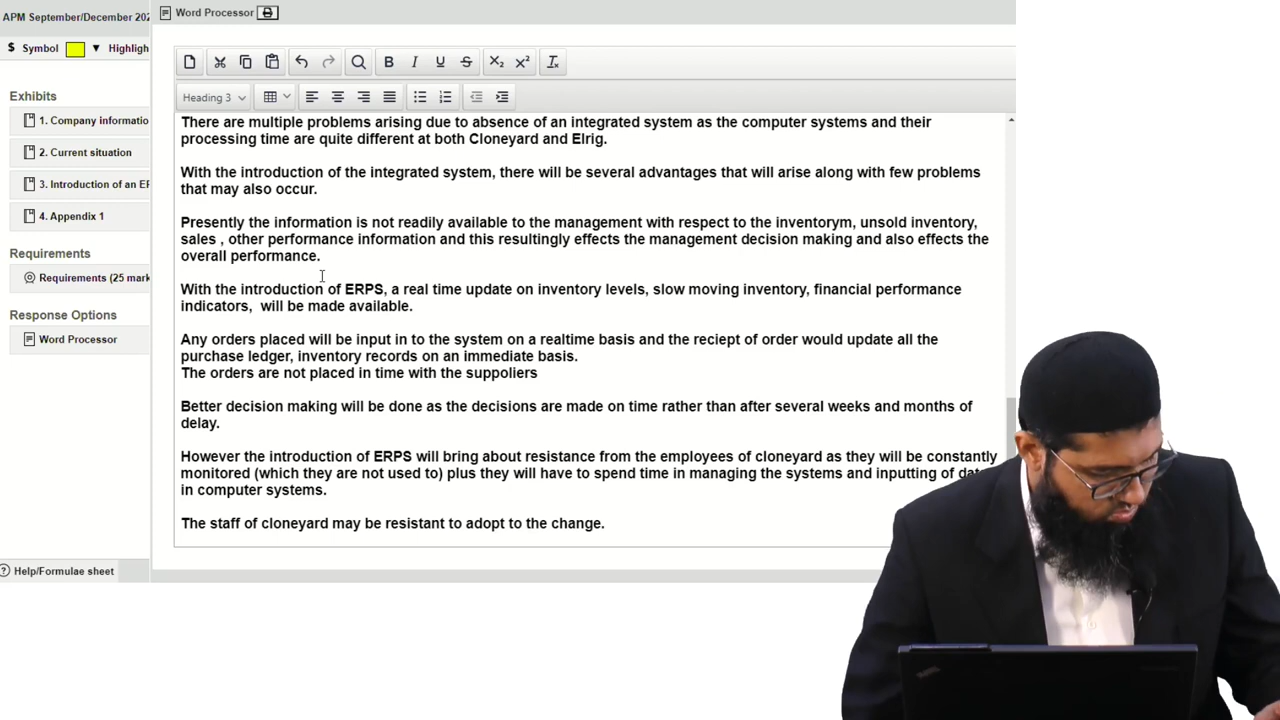 APM September/December 202
Word Processor
$ Symbol
Highligh
Exhibits
1. Company informatio
2. Current situation
3. Introduction of an ER
4. Appendix 1
Requirements
Requirements (25 mark
Response Options
Word Processor
Help/Formulae sheet
B I U S X₂ X² Tx
Heading 3
There are multiple problems arising due to absence of an integrated system as the computer systems and their
processing time are quite different at both Cloneyard and Elrig.
With the introduction of the integrated system, there will be several advantages that will arise along with few problems
that may also occur.
Presently the information is not readily available to the management with respect to the inventorym, unsold inventory,
sales , other performance information and this resultingly effects the management decision making and also effects the
overall performance.
With the introduction of ERPS, a real time update on inventory levels, slow moving inventory, financial performance
indicators,  will be made available.
Any orders placed will be input in to the system on a realtime basis and the reciept of order would update all the
purchase ledger, inventory records on an immediate basis.
The orders are not placed in time with the suppoliers
Better decision making will be done as the decisions are made on time rather than after several weeks and months of
delay.
However the introduction of ERPS will bring about resistance from the employees of cloneyard as they will be constantly
monitored (which they are not used to) plus they will have to spend time in managing the systems and inputting of dat
in computer systems.
The staff of cloneyard may be resistant to adopt to the change.